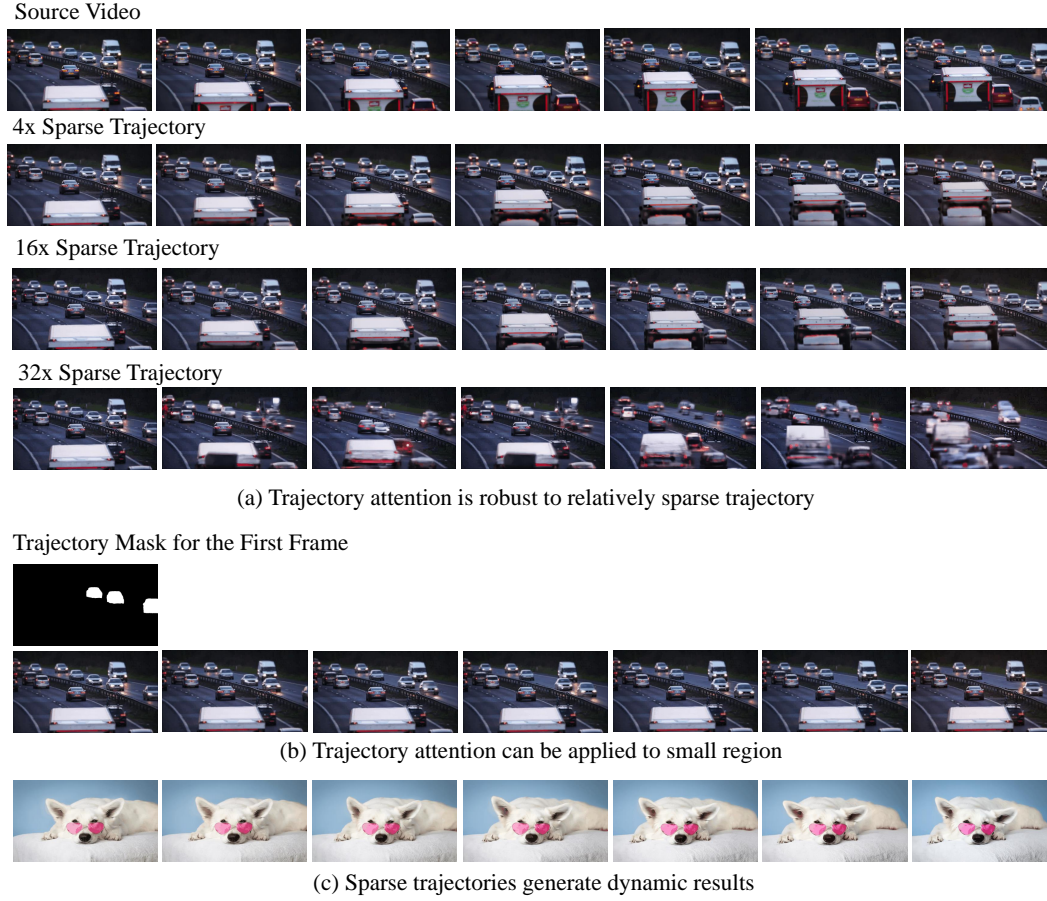 Source Video
4x Sparse Trajectory
16x Sparse Trajectory
32x Sparse Trajectory
(a) Trajectory attention is robust to relatively sparse trajectory
Trajectory Mask for the First Frame
(b) Trajectory attention can be applied to small region
(c) Sparse trajectories generate dynamic results